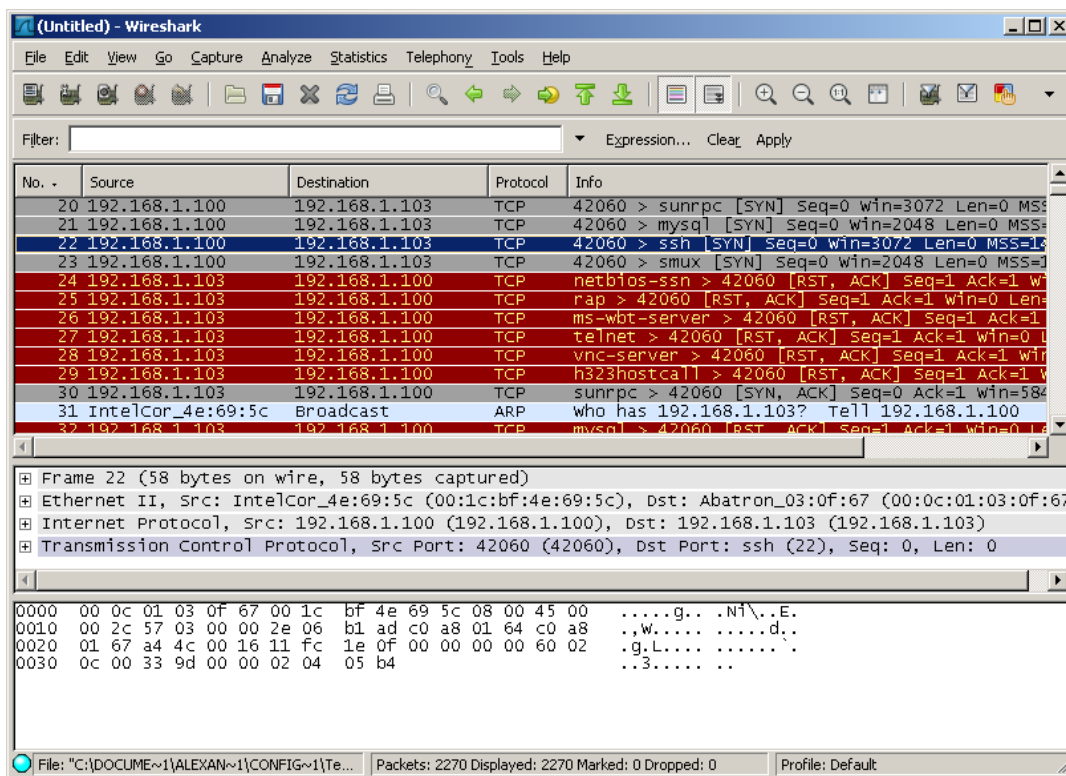 (Untitled) - Wireshark
File Edit View Go Capture Analyze Statistics Telephony Tools Help
Filter: Expression... Clear Apply
No. Source Destination Protocol Info
20 192.168.1.100 192.168.1.103 TCP 42060 > sunrpc [SYN] Seq=0 Win=3072 Len=0 MSS
21 192.168.1.100 192.168.1.103 TCP 42060 > mysql [SYN] Seq=0 Win=2048 Len=0 MSS=
22 192.168.1.100 192.168.1.103 TCP 42060 > ssh [SYN] Seq=0 Win=3072 Len=0 MSS=14
23 192.168.1.100 192.168.1.103 TCP 42060 > smux [SYN] Seq=0 Win=2048 Len=0 MSS=1
24 192.168.1.103 192.168.1.100 TCP netbios-ssn > 42060 [RST, ACK] Seq=1 Ack=1 Wi
25 192.168.1.103 192.168.1.100 TCP rap > 42060 [RST, ACK] Seq=1 Ack=1 Win=0 Len=
26 192.168.1.103 192.168.1.100 TCP ms-wbt-server > 42060 [RST, ACK] Seq=1 Ack=1
27 192.168.1.103 192.168.1.100 TCP telnet > 42060 [RST, ACK] Seq=1 Ack=1 Win=0 L
28 192.168.1.103 192.168.1.100 TCP vnc-server > 42060 [RST, ACK] Seq=1 Ack=1 Win
29 192.168.1.103 192.168.1.100 TCP h323hostcall > 42060 [RST, ACK] Seq=1 Ack=1 W
30 192.168.1.103 192.168.1.100 TCP sunrpc > 42060 [SYN, ACK] Seq=0 Ack=1 Win=584
31 IntelCor_4e:69:5c Broadcast ARP Who has 192.168.1.103? Tell 192.168.1.100
32 192.168.1.103 192.168.1.100 TCP mysql > 42060 [RST, ACK] Seq=1 Ack=1 Win=0 Le
Frame 22 (58 bytes on wire, 58 bytes captured)
Ethernet II, Src: IntelCor_4e:69:5c (00:1c:bf:4e:69:5c), Dst: Abatron_03:0f:67 (00:0c:01:03:0f:67
Internet Protocol, Src: 192.168.1.100 (192.168.1.100), Dst: 192.168.1.103 (192.168.1.103)
Transmission Control Protocol, Src Port: 42060 (42060), Dst Port: ssh (22), Seq: 0, Len: 0
0000 00 0c 01 03 0f 67 00 1c bf 4e 69 5c 08 00 45 00 .....g.. .Ni\..E.
0010 00 2c 57 03 00 00 2e 06 b1 ad c0 a8 01 64 c0 a8 .,W..... .....d..
0020 01 67 a4 4c 00 16 11 fc 1e 0f 00 00 00 00 60 02 .g.L.... ......`.
0030 0c 00 33 9d 00 00 02 04 05 b4 ..3..... ..
File: "C:\DOCUME~1\ALEXAN~1\CONFIG~1\Te... Packets: 2270 Displayed: 2270 Marked: 0 Dropped: 0 Profile: Default